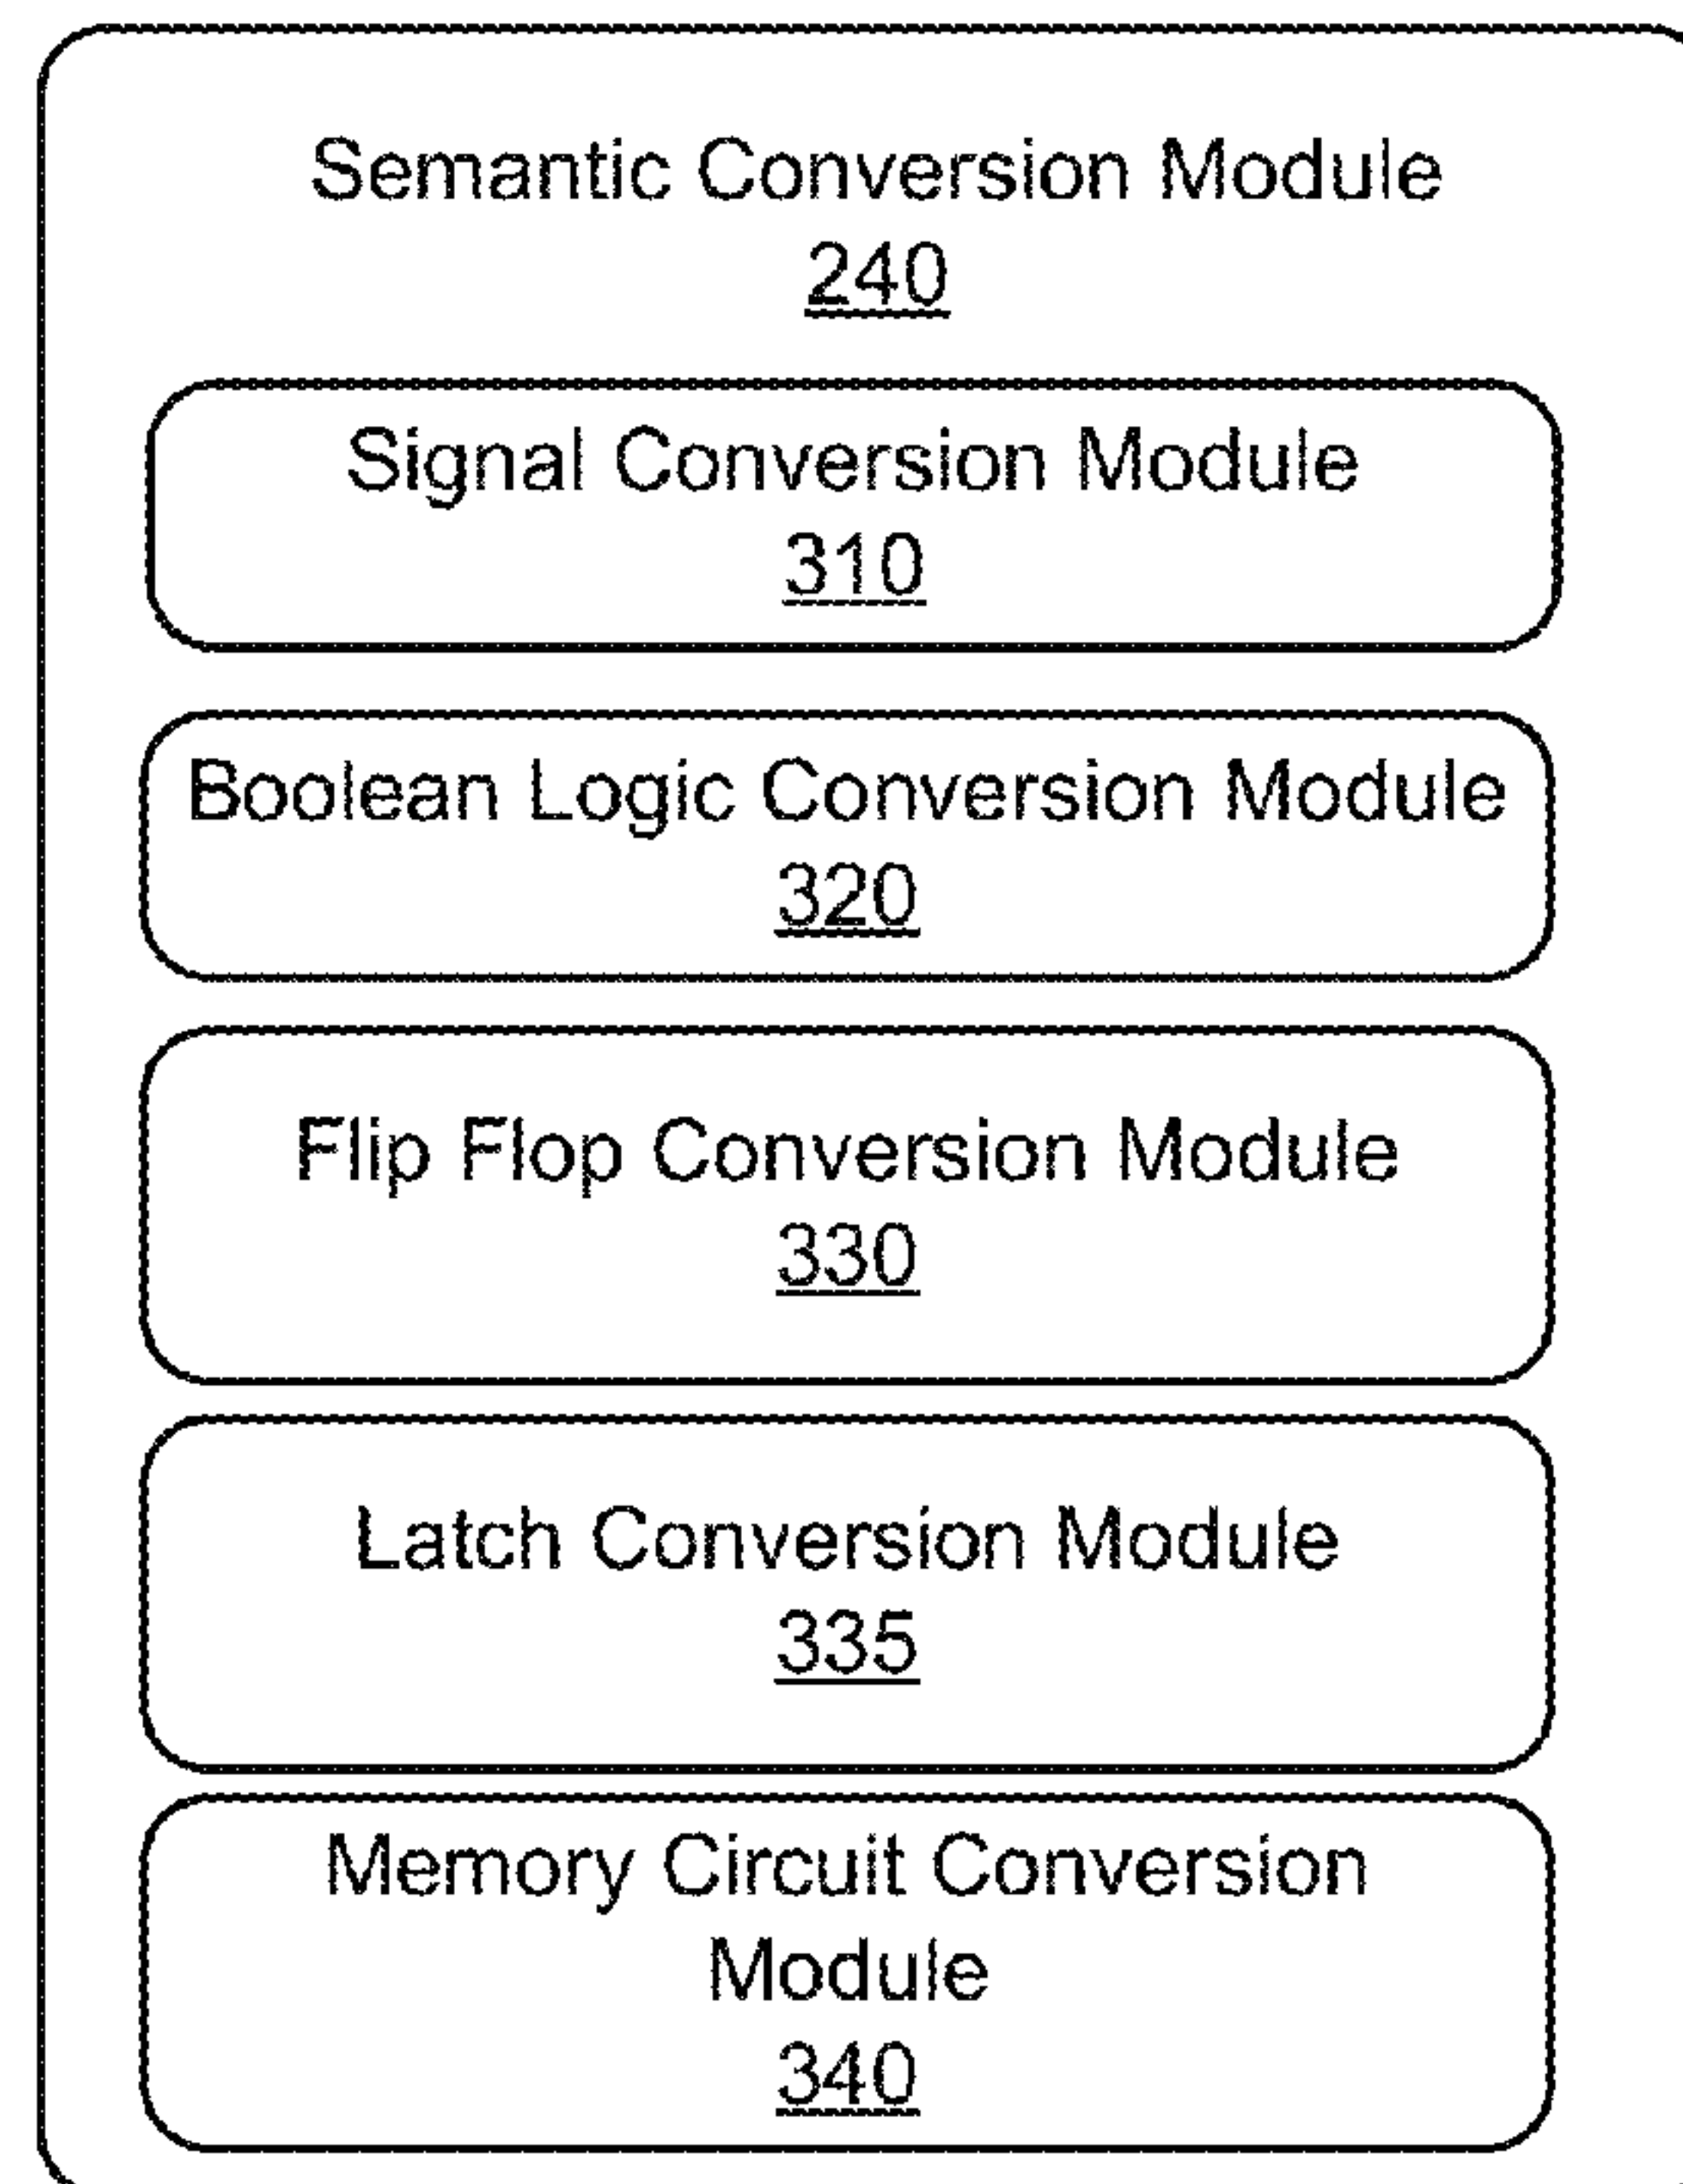 Semantic Conversion Module
240
Signal Conversion Module
310
Boolean Logic Conversion Module
320
Flip Flop Conversion Module
330
Latch Conversion Module
335
Memory Circuit Conversion
Module
340